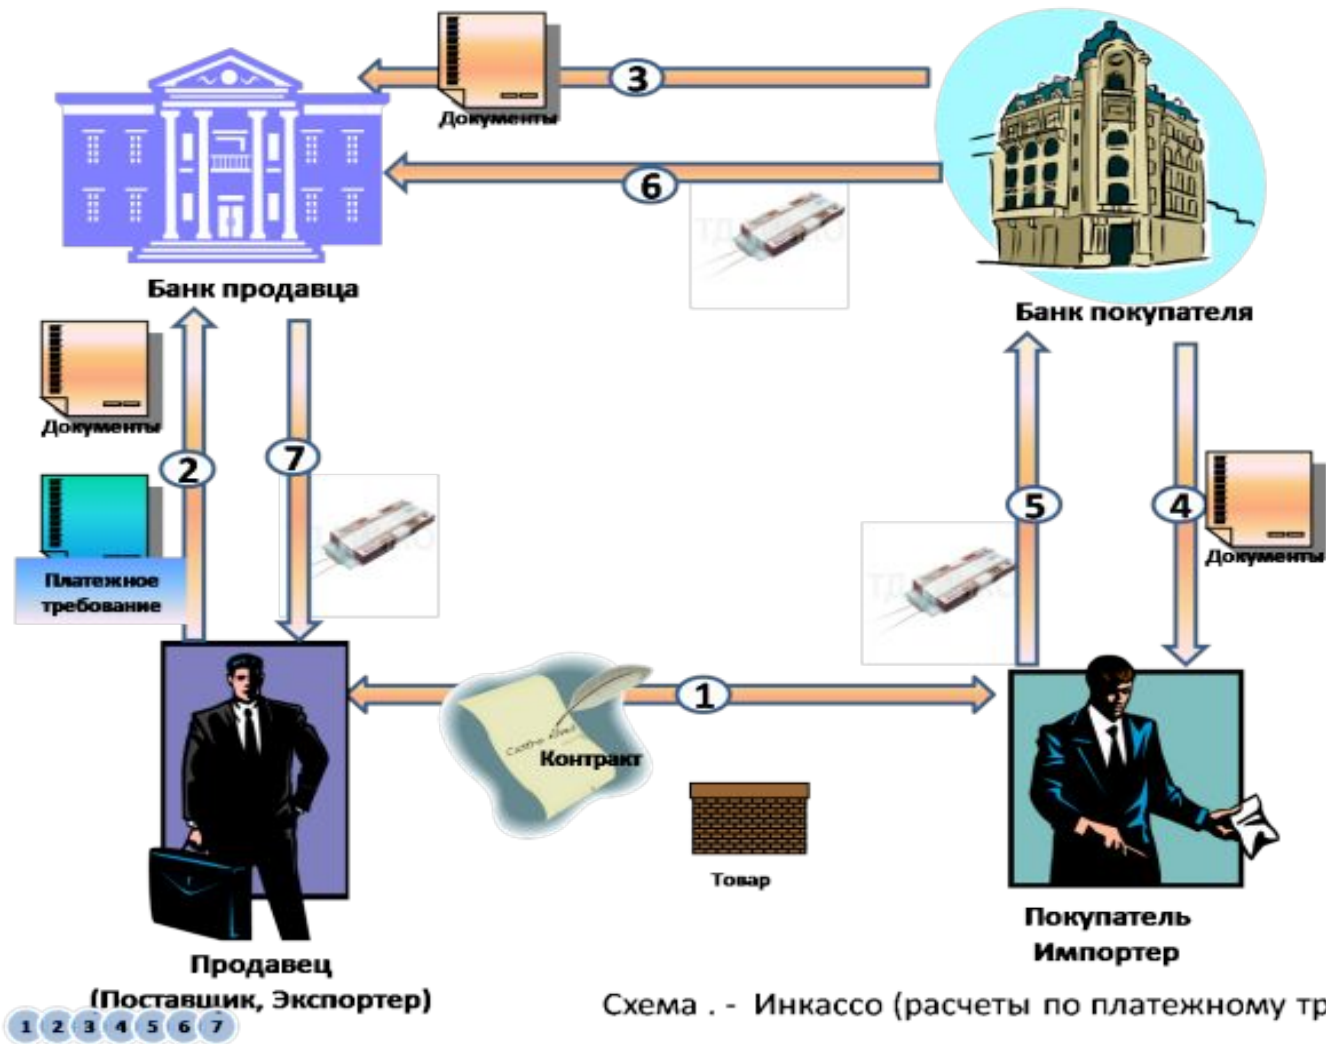 3
Документы
6
Банк продавца
Банк покупателя
Документы
2
7
5
4
Документы
Платежное
требование
1
Контракт
Товар
Покупатель
Импортер
Продавец
(Поставщик, Экспортер)
Схема . - Инкассо (расчеты по платежному тр
1 2 3 4 5 6 7